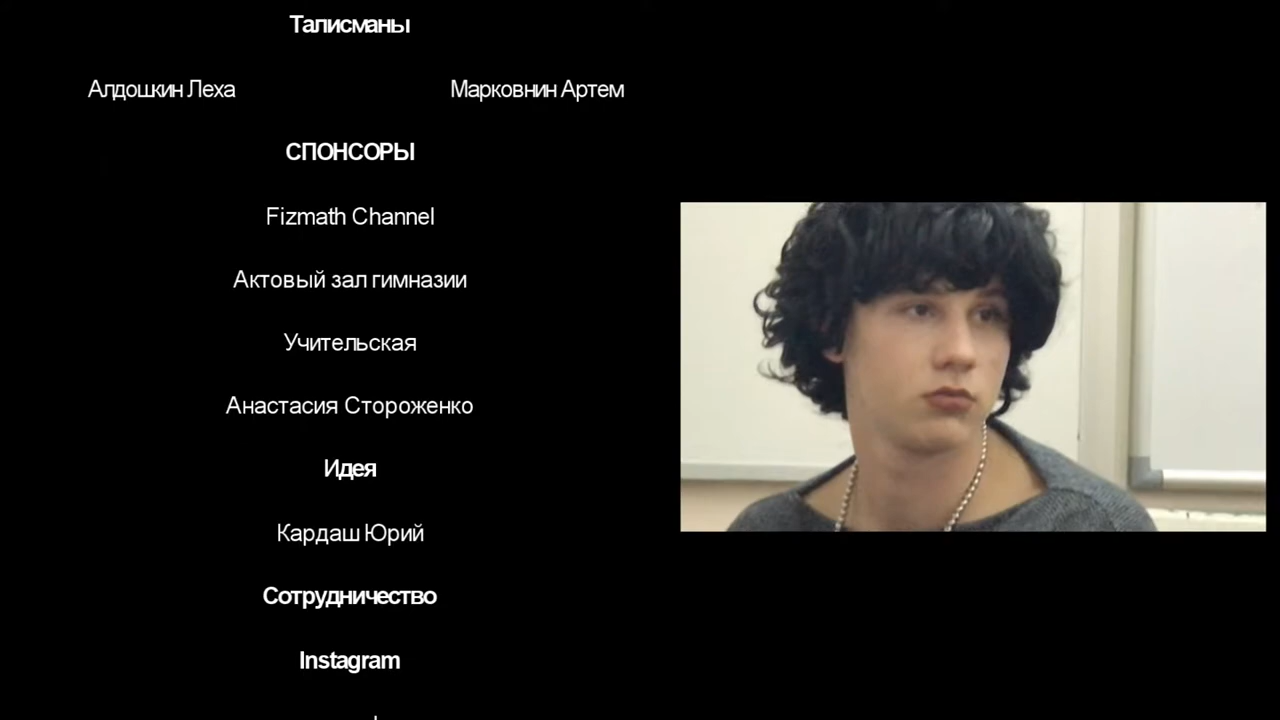 Талисманы
Алдошкин Леха Марковнин Артем
СПОНСОРЫ
Fizmath Channel
Актовый зал гимназии
Учительская
Анастасия Стороженко
Идея
Кардаш Юрий
Сотрудничество
Instagram